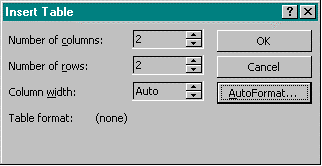 Insert Table
Number of columns: 2 OK
Number of rows: 2 Cancel
Column width: Auto AutoFormat...
Table format: (none)